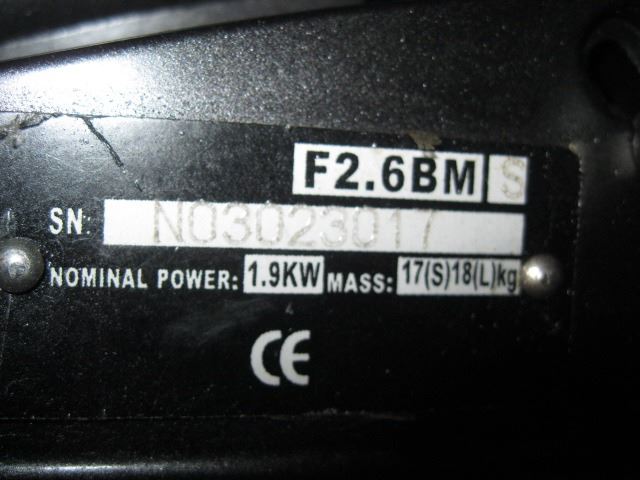 F2.6BM S
SN: N03023017
NOMINAL POWER: 1.9KW MASS: 17(S)18(L)kg
CE